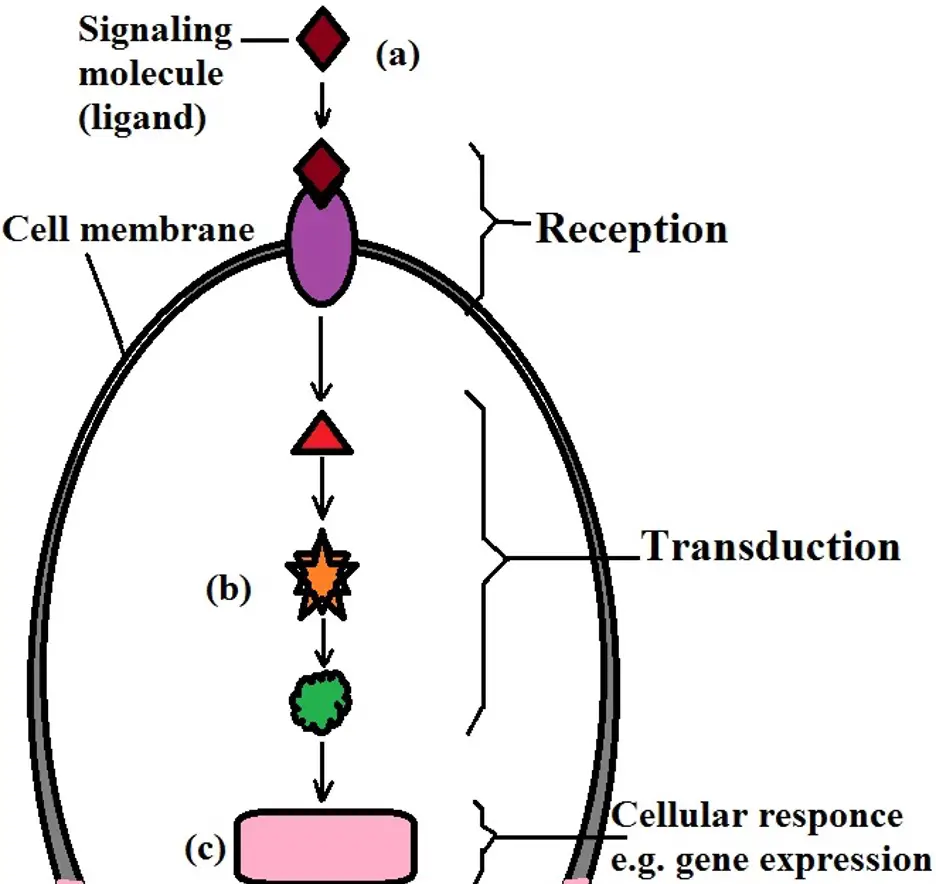 Signaling
molecule
(ligand)
(a)
Cell membrane
Reception
Transduction
(b)
(c)
Cellular responce
e.g. gene expression